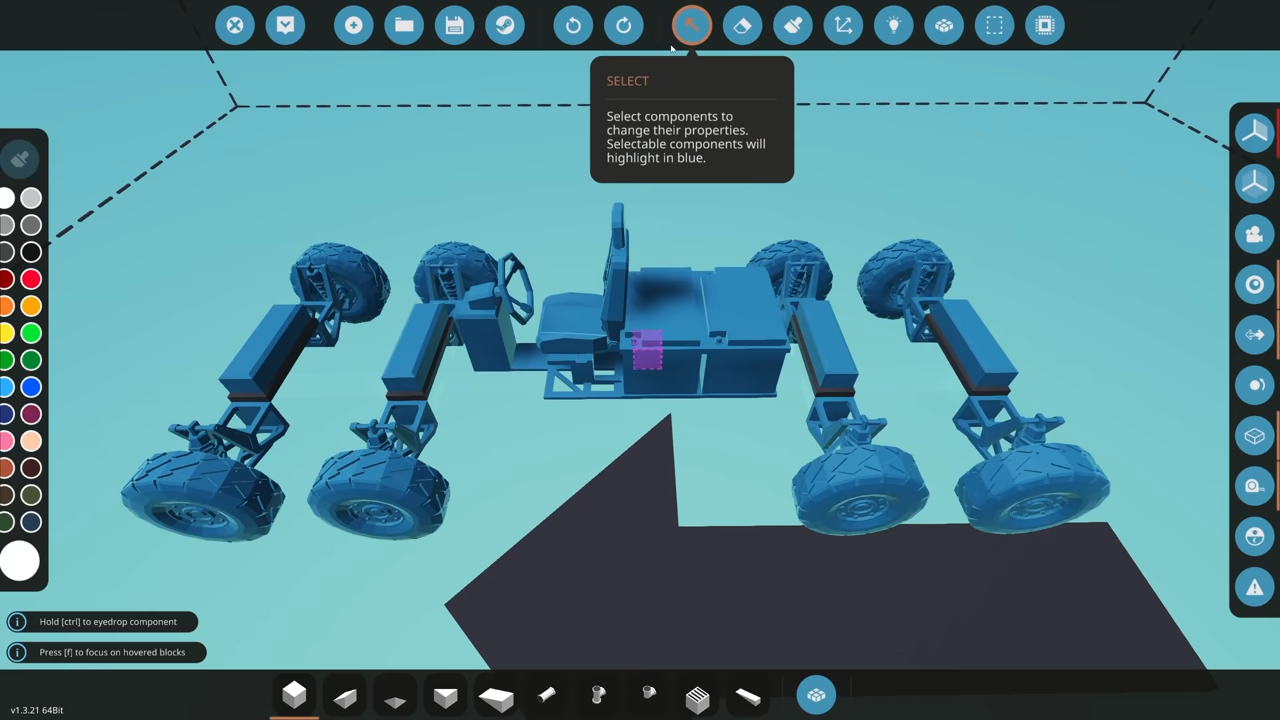 SELECT
Select components to
change their properties.
Selectable components will
highlight in blue.
Hold [ctrl] to eyedrop component
Press [f] to focus on hovered blocks
v1.3.21 64Bit